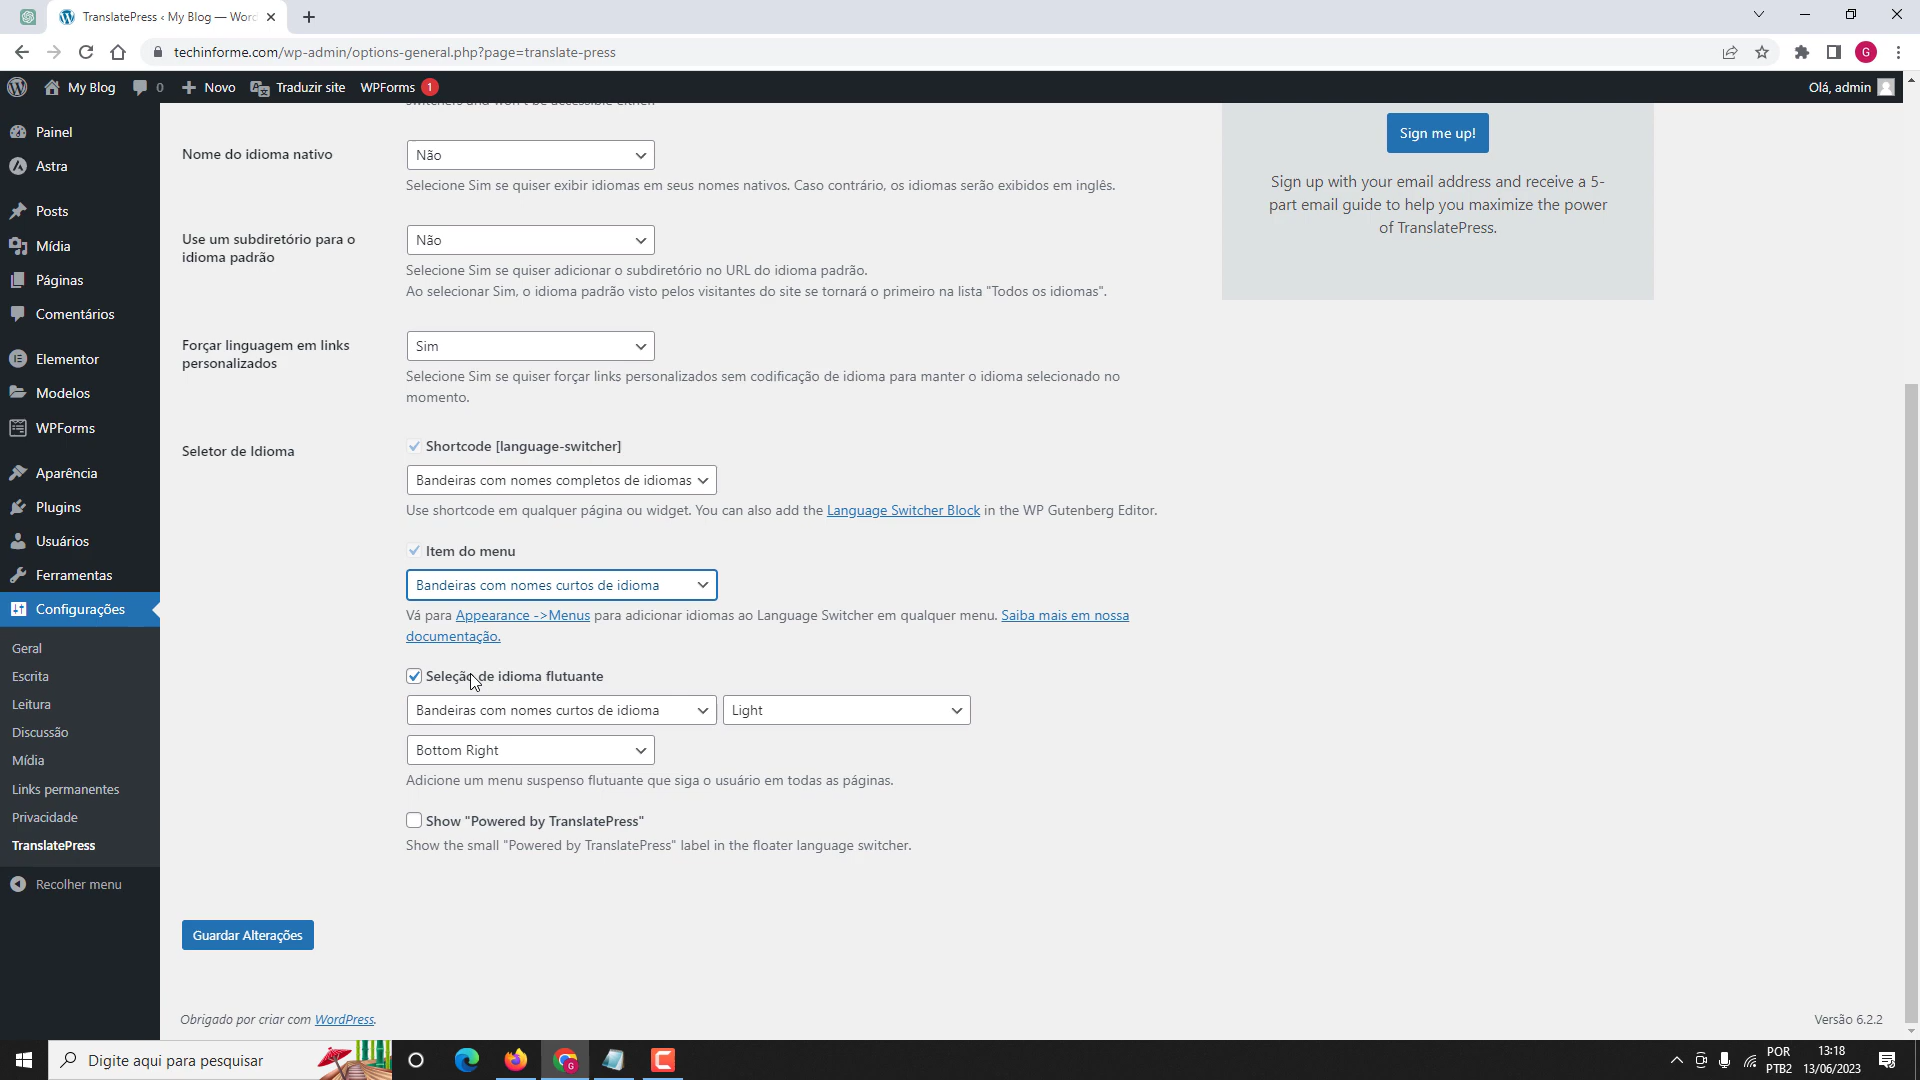 TranslatePress ‹ My Blog — Word
techinforme.com/wp-admin/options-general.php?page=translate-press
G
My Blog
0
Novo
Traduzir site
WPForms
1
Olá, admin
Painel
Astra
Posts
Mídia
Páginas
Comentários
Elementor
Modelos
WPForms
Aparência
Plugins
Usuários
Ferramentas
Configurações
Geral
Escrita
Leitura
Discussão
Mídia
Links permanentes
Privacidade
TranslatePress
Recolher menu
switchers and won't be accessible either.
Nome do idioma nativo
Não
Selecione Sim se quiser exibir idiomas em seus nomes nativos. Caso contrário, os idiomas serão exibidos em inglês.
Use um subdiretório para o
idioma padrão
Não
Selecione Sim se quiser adicionar o subdiretório no URL do idioma padrão.
Ao selecionar Sim, o idioma padrão visto pelos visitantes do site se tornará o primeiro na lista "Todos os idiomas".
Forçar linguagem em links
personalizados
Sim
Selecione Sim se quiser forçar links personalizados sem codificação de idioma para manter o idioma selecionado no
momento.
Seletor de Idioma
Shortcode [language-switcher]
Bandeiras com nomes completos de idiomas
Use shortcode em qualquer página ou widget. You can also add the Language Switcher Block in the WP Gutenberg Editor.
Item do menu
Bandeiras com nomes curtos de idioma
Vá para Appearance ->Menus para adicionar idiomas ao Language Switcher em qualquer menu. Saiba mais em nossa
documentação.
Seleção de idioma flutuante
Bandeiras com nomes curtos de idioma
Light
Bottom Right
Adicione um menu suspenso flutuante que siga o usuário em todas as páginas.
Show "Powered by TranslatePress"
Show the small "Powered by TranslatePress" label in the floater language switcher.
Guardar Alterações
Sign me up!
Sign up with your email address and receive a 5-
part email guide to help you maximize the power
of TranslatePress.
Obrigado por criar com WordPress.
Versão 6.2.2
Digite aqui para pesquisar
POR
PTB2
13:18
13/06/2023